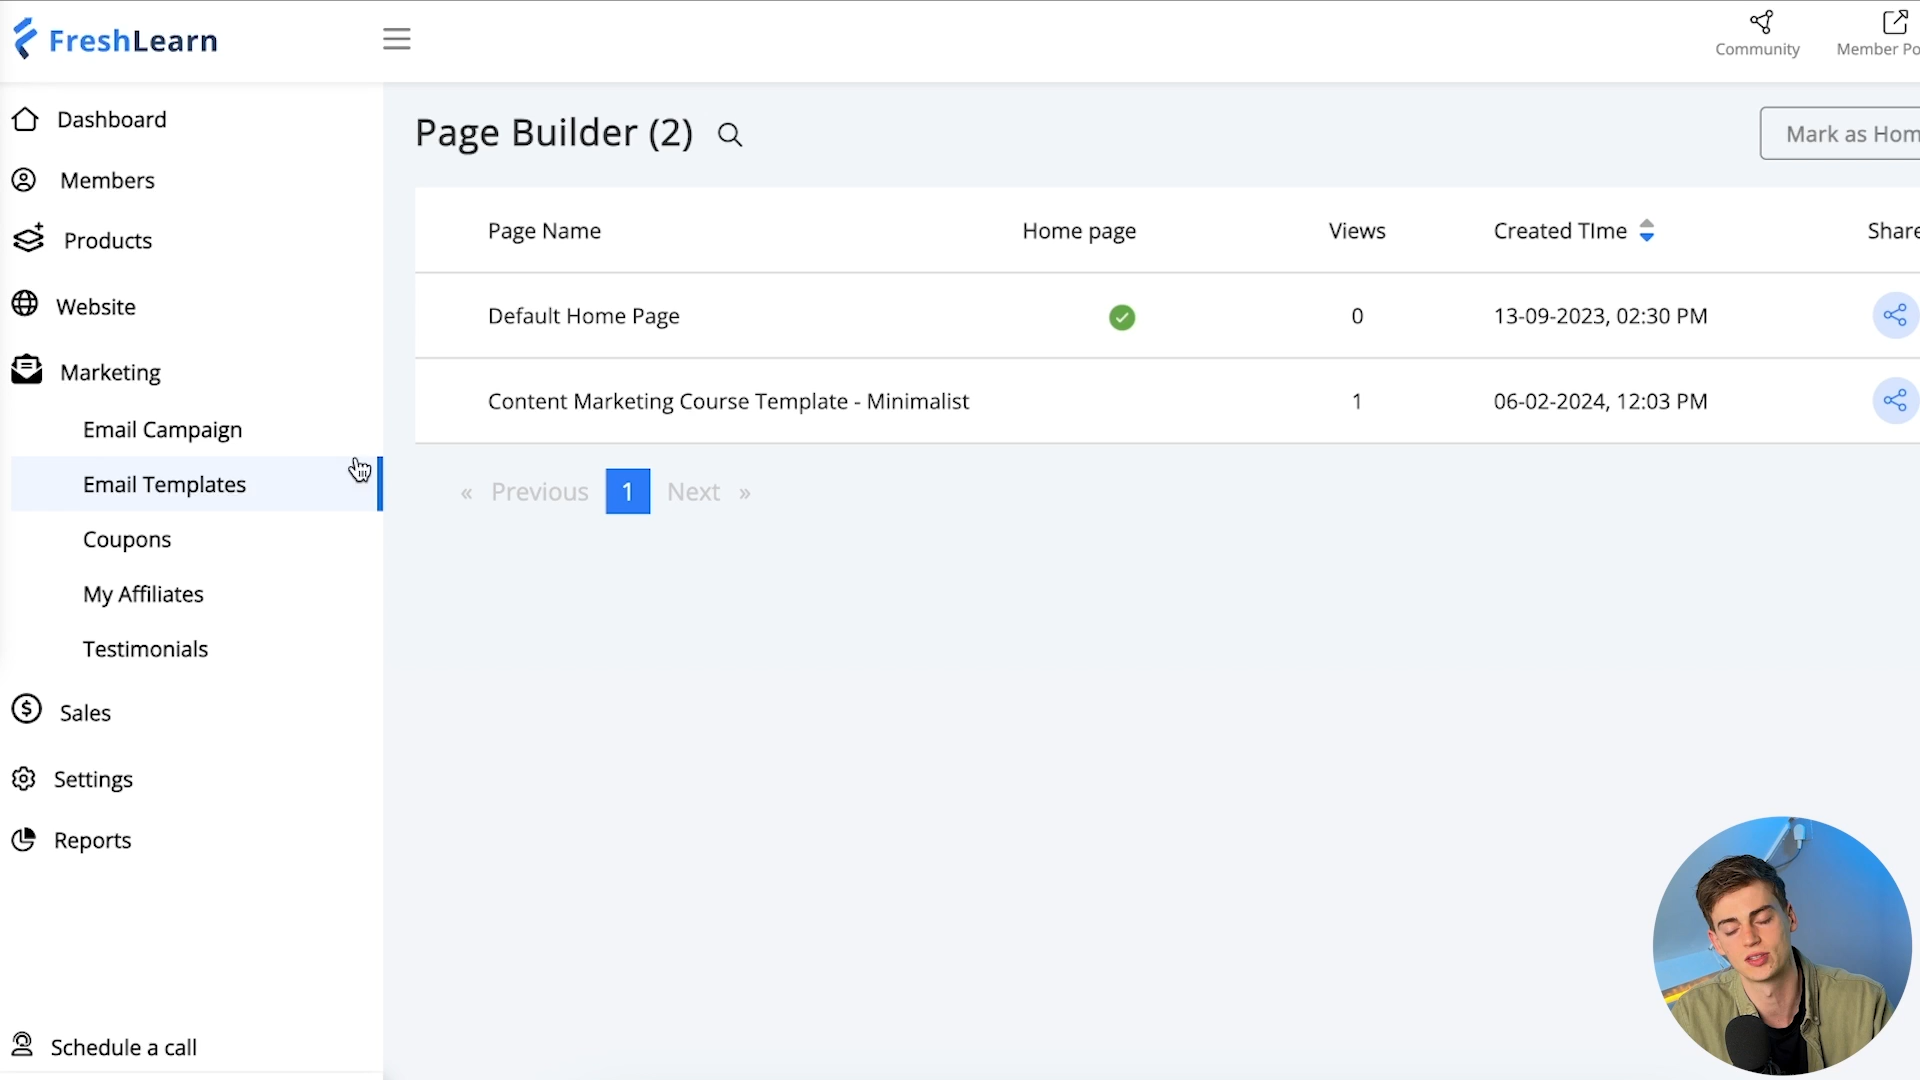 FreshLearn
Community
Member Po
Dashboard
Members
Products
Website
Marketing
Email Campaign
Email Templates
Coupons
My Affiliates
Testimonials
Sales
Settings
Reports
Schedule a call
Page Builder (2)
Mark as Hom
Page Name Home page Views Created TIme Share
Default Home Page 0 13-09-2023, 02:30 PM
Content Marketing Course Template - Minimalist 1 06-02-2024, 12:03 PM
« Previous 1 Next »